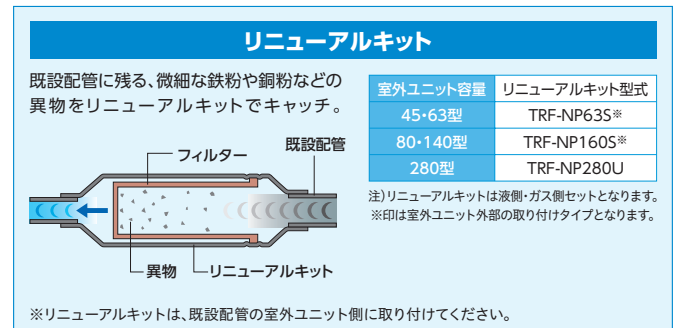 リニューアルキット
既設配管に残る、微細な鉄粉や銅粉などの
異物をリニューアルキットでキャッチ。
フィルター
既設配管
異物
リニューアルキット
室外ユニット容量 リニューアルキット型式
45・63型 TRF-NP63S※
80・140型 TRF-NP160S※
280型 TRF-NP280U
注)リニューアルキットは液側・ガス側セットとなります。
※印は室外ユニット外部の取り付けタイプとなります。
※リニューアルキットは、既設配管の室外ユニット側に取り付けてください。